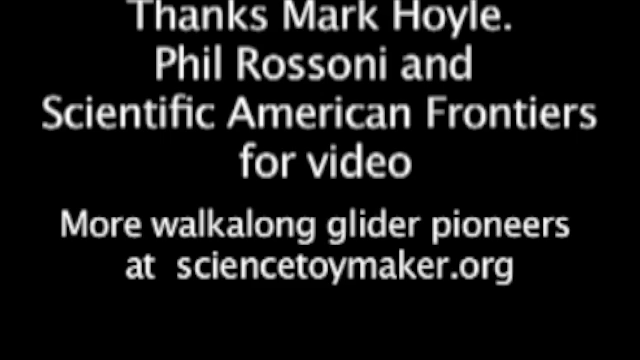 Thanks Mark Hoyle.
Phil Rossoni and
Scientific American Frontiers
for video
More walkalong glider pioneers
at sciencetoymaker.org